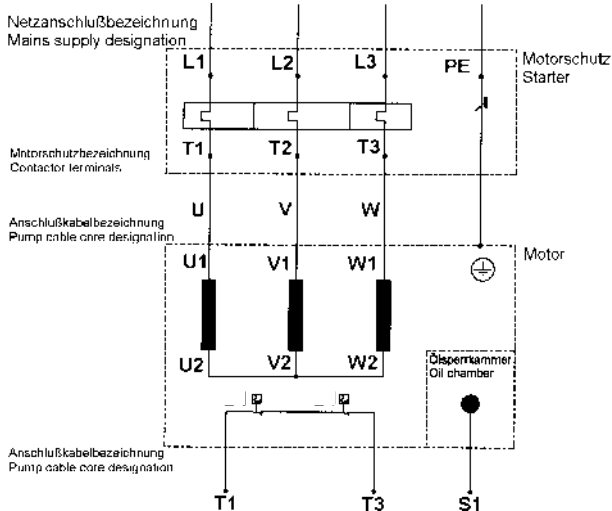 Netzanschlußbezeichnung
Mains supply designation
L1
L2
L3
PE
Motorschutz
Starter
T1
T2
T3
Motorschutzbezeichnung
Contactor terminals
U
V
W
Anschlußkabelbezeichnung
Pump cable core designation
Motor
U1
V1
W1
U2
V2
W2
Ölsperrkammer
Oil chamber
Anschlußkabelbezeichnung
Pump cable core designation
T1
T3
S1